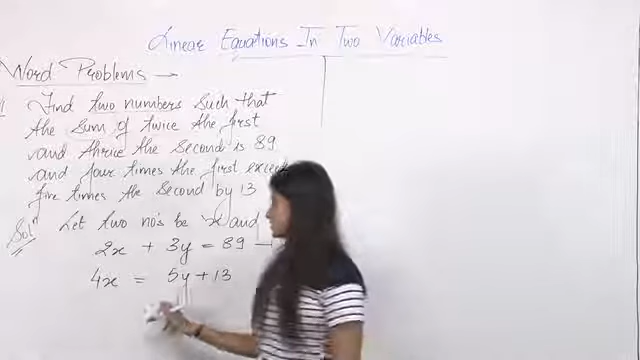 Linear Equations In Two Variables
Word Problems →
Find two numbers such that
the sum of twice the first
and thrice the second is 89
and four times the first exceeds
five times the second by 13
Solⁿ Let two no's be 'x' and
2x + 3y = 89 —
4x = 5y + 13